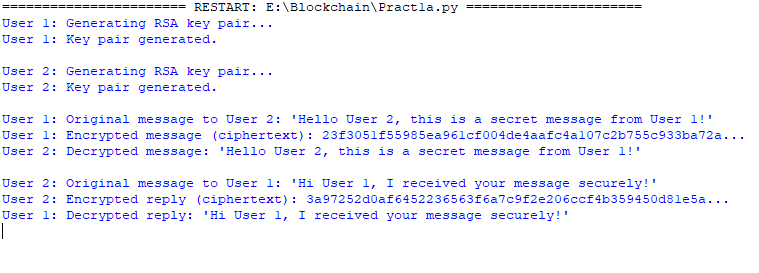 ======================= RESTART: E:\Blockchain\Pract1a.py ======================
User 1: Generating RSA key pair...
User 1: Key pair generated.
User 2: Generating RSA key pair...
User 2: Key pair generated.
User 1: Original message to User 2: 'Hello User 2, this is a secret message from User 1!'
User 1: Encrypted message (ciphertext): 23f3051f55985ea961cf004de4aafc4a107c2b755c933ba72a...
User 2: Decrypted message: 'Hello User 2, this is a secret message from User 1!'
User 2: Original message to User 1: 'Hi User 1, I received your message securely!'
User 2: Encrypted reply (ciphertext): 3a97252d0af6452236563f6a7c9f2e206ccf4b359450d81e5a...
User 1: Decrypted reply: 'Hi User 1, I received your message securely!'